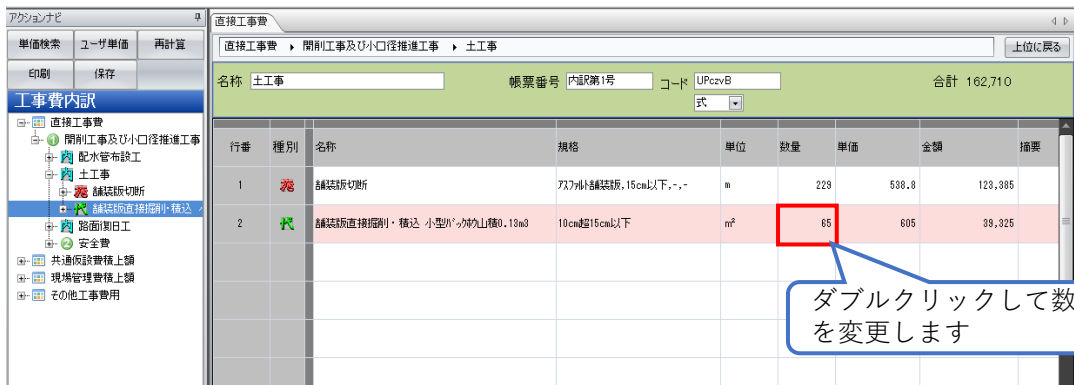 アクションナビ
単価検索 ユーザ単価 再計算
印刷 保存
工事費内訳
直接工事費
1 開削工事及び小口径推進工事
内 配水管布設工
内 土工事
施 舗装版切断
代 舗装版直接掘削・積込
内 路面復旧工
2 安全費
共通仮設費積上額
現場管理費積上額
その他工事費用
直接工事費
直接工事費 ▸ 開削工事及び小口径推進工事 ▸ 土工事 上位に戻る
名称 土工事 帳票番号 内訳第1号 コード UPczvB 合計 162,710
式
行番 種別 名称 規格 単位 数量 単価 金額 摘要
1 施 舗装版切断 アスファルト舗装版,15cm以下,-,- m 229 538.8 123,385
2 代 舗装版直接掘削・積込 小型バックホウ山積0.13m3 10cm超15cm以下 m² 65 605 39,325
ダブルクリックして数
を変更します